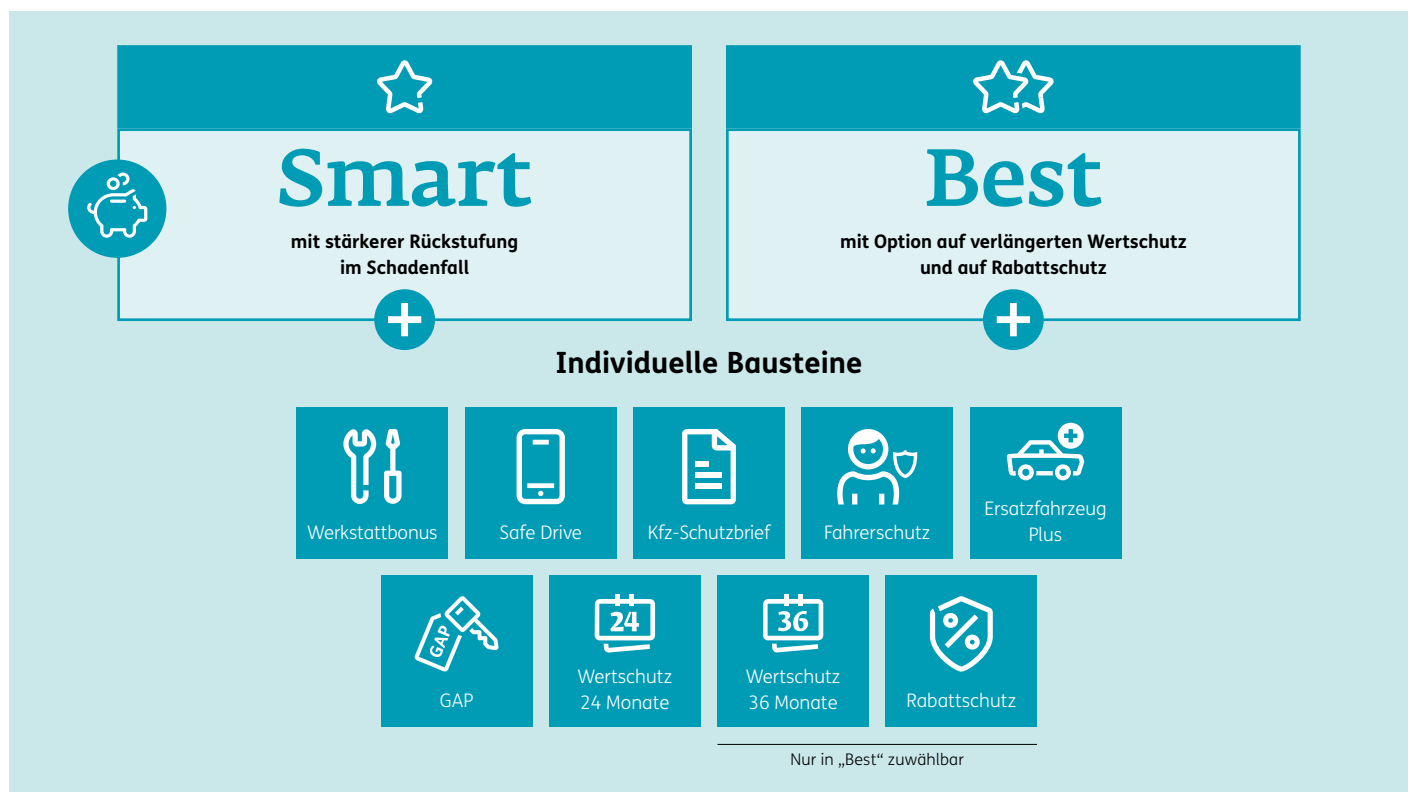 Smart
mit stärkerer Rückstufung
im Schadenfall
Best
mit Option auf verlängerten Wertschutz
und auf Rabattschutz
Individuelle Bausteine
Werkstattbonus
Safe Drive
Kfz-Schutzbrief
Fahrerschutz
Ersatzfahrzeug
Plus
GAP
GAP
24
Wertschutz
24 Monate
36
Wertschutz
36 Monate
Rabattschutz
Nur in „Best“ zuwählbar